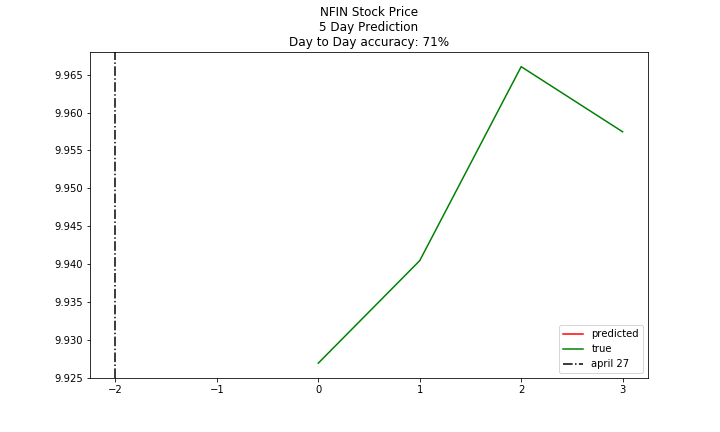 NFIN Stock Price
5 Day Prediction
Day to Day accuracy: 71%
9.965
9.960
9.955
9.950
9.945
9.940
9.935
9.930
9.925
−2
−1
0
1
2
3
predicted
true
april 27